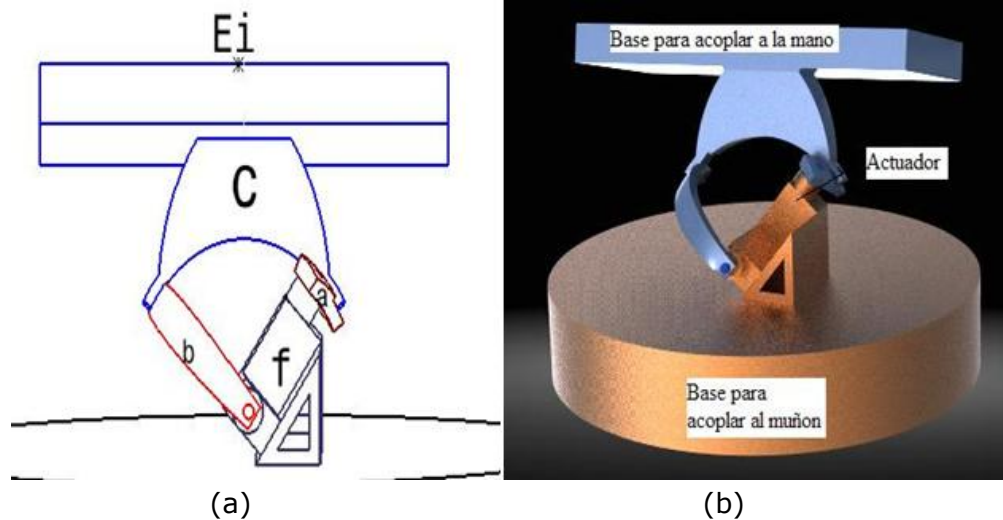 Ei
C
a
b
f
(a)
Base para acoplar a la mano
Actuador
Base para
acoplar al muñon
(b)